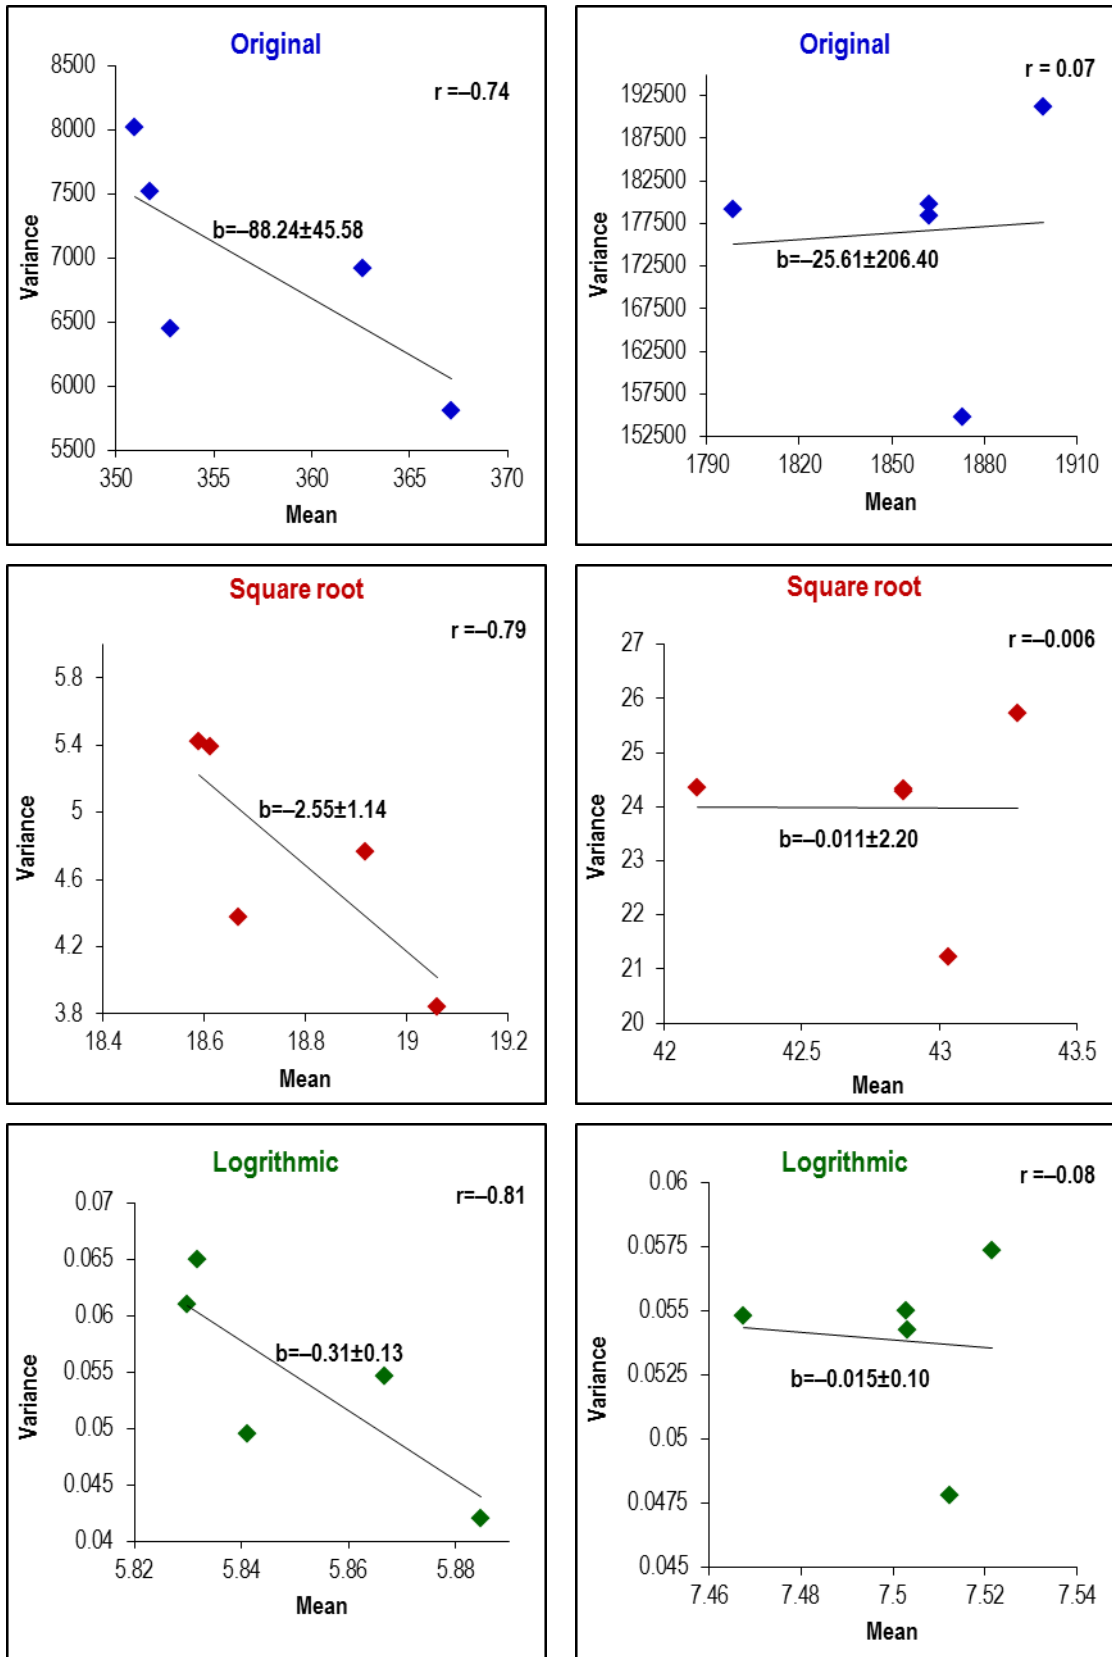 Original
r =–0.74
8500
8000
7500
7000
6500
6000
5500
Variance
b=–88.24±45.58
350 355 360 365 370
Mean
Original
r = 0.07
192500
187500
182500
177500
172500
167500
162500
157500
152500
Variance
b=–25.61±206.40
1790 1820 1850 1880 1910
Mean
Square root
r =–0.79
5.8
5.4
5
4.6
4.2
3.8
Variance
b=–2.55±1.14
18.4 18.6 18.8 19 19.2
Mean
Square root
r =–0.006
27
26
25
24
23
22
21
20
Variance
b=–0.011±2.20
42 42.5 43 43.5
Mean
Logrithmic
r=–0.81
0.07
0.065
0.06
0.055
0.05
0.045
0.04
Variance
b=–0.31±0.13
5.82 5.84 5.86 5.88
Mean
Logrithmic
r =–0.08
0.06
0.0575
0.055
0.0525
0.05
0.0475
0.045
Variance
b=–0.015±0.10
7.46 7.48 7.5 7.52 7.54
Mean